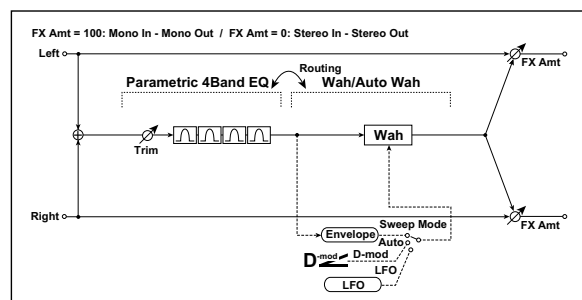 FX Amt = 100: Mono In - Mono Out / FX Amt = 0: Stereo In - Stereo Out
Left
FX Amt
Routing
Parametric 4Band EQ
Wah/Auto Wah
Trim
Wah
Right
FX Amt
Envelope
Sweep Mode
Auto
D-mod
D-mod
LFO
LFO